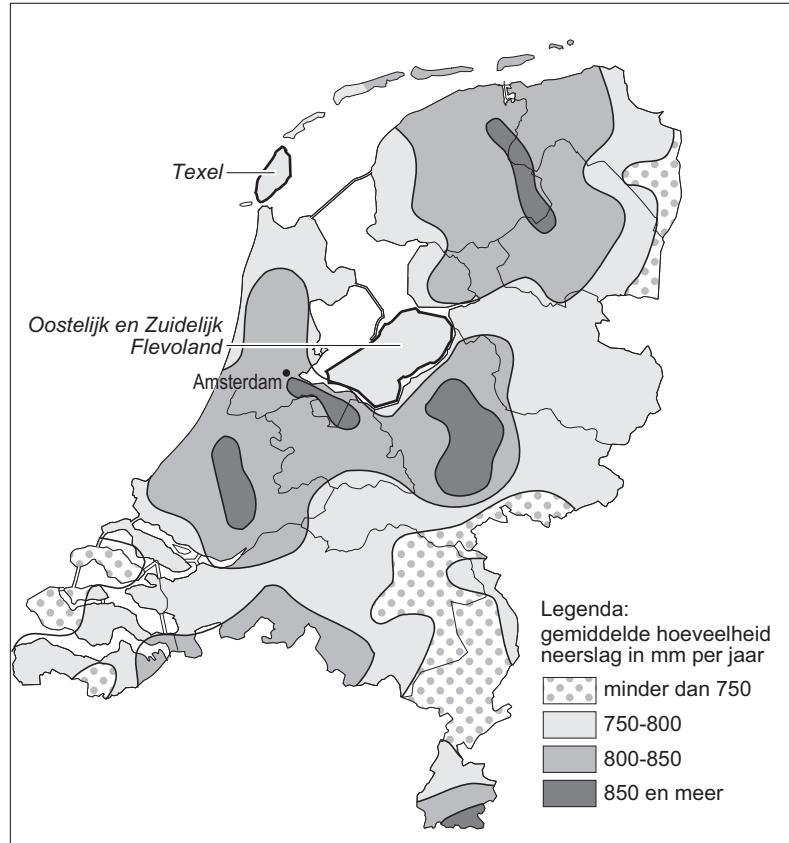 Texel
Oostelijk en Zuidelijk
Flevoland
Amsterdam
Legenda:
gemiddelde hoeveelheid
neerslag in mm per jaar
minder dan 750
750-800
800-850
850 en meer